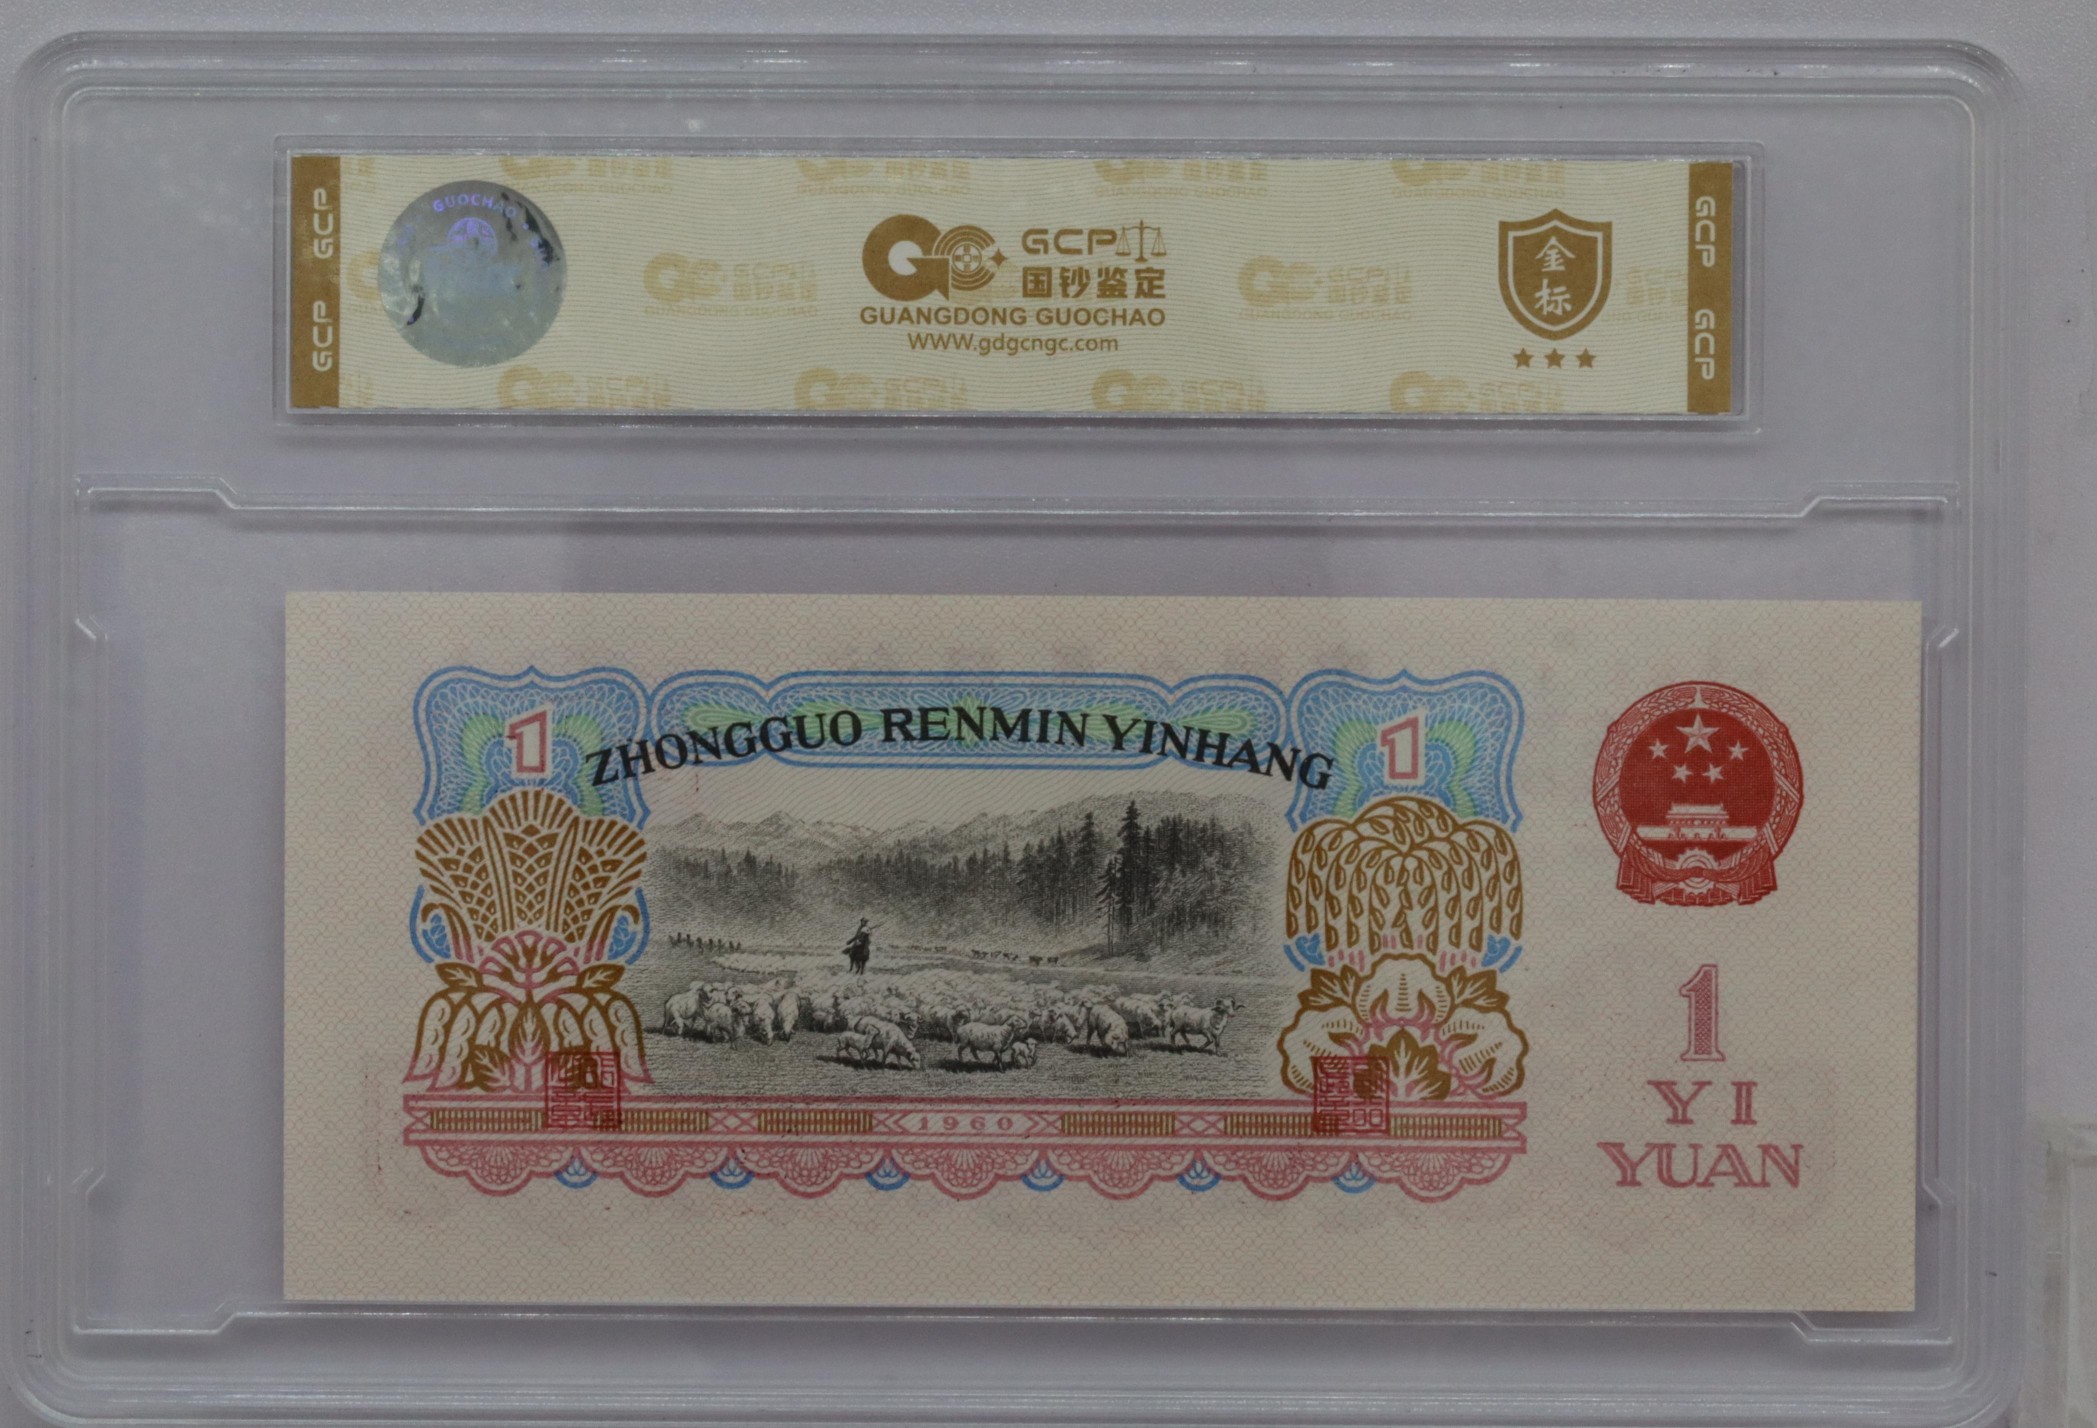 GUOCHAO
GCP
GCP
GCP
国钞鉴定
GUANGDONG GUOCHAO
www.gdgcngc.com
金
标
GCP
GCP
1
ZHONGGUO RENMIN YINHANG
1
1960
1
YI
YUAN